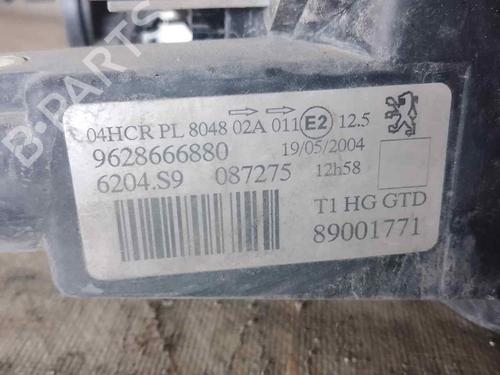 04HCR PL 8048 02A 011 E2 12.5
9628666880 19/05/2004
6204.S9 087275 12h58
T1 HG GTD
89001771
B-PARTS